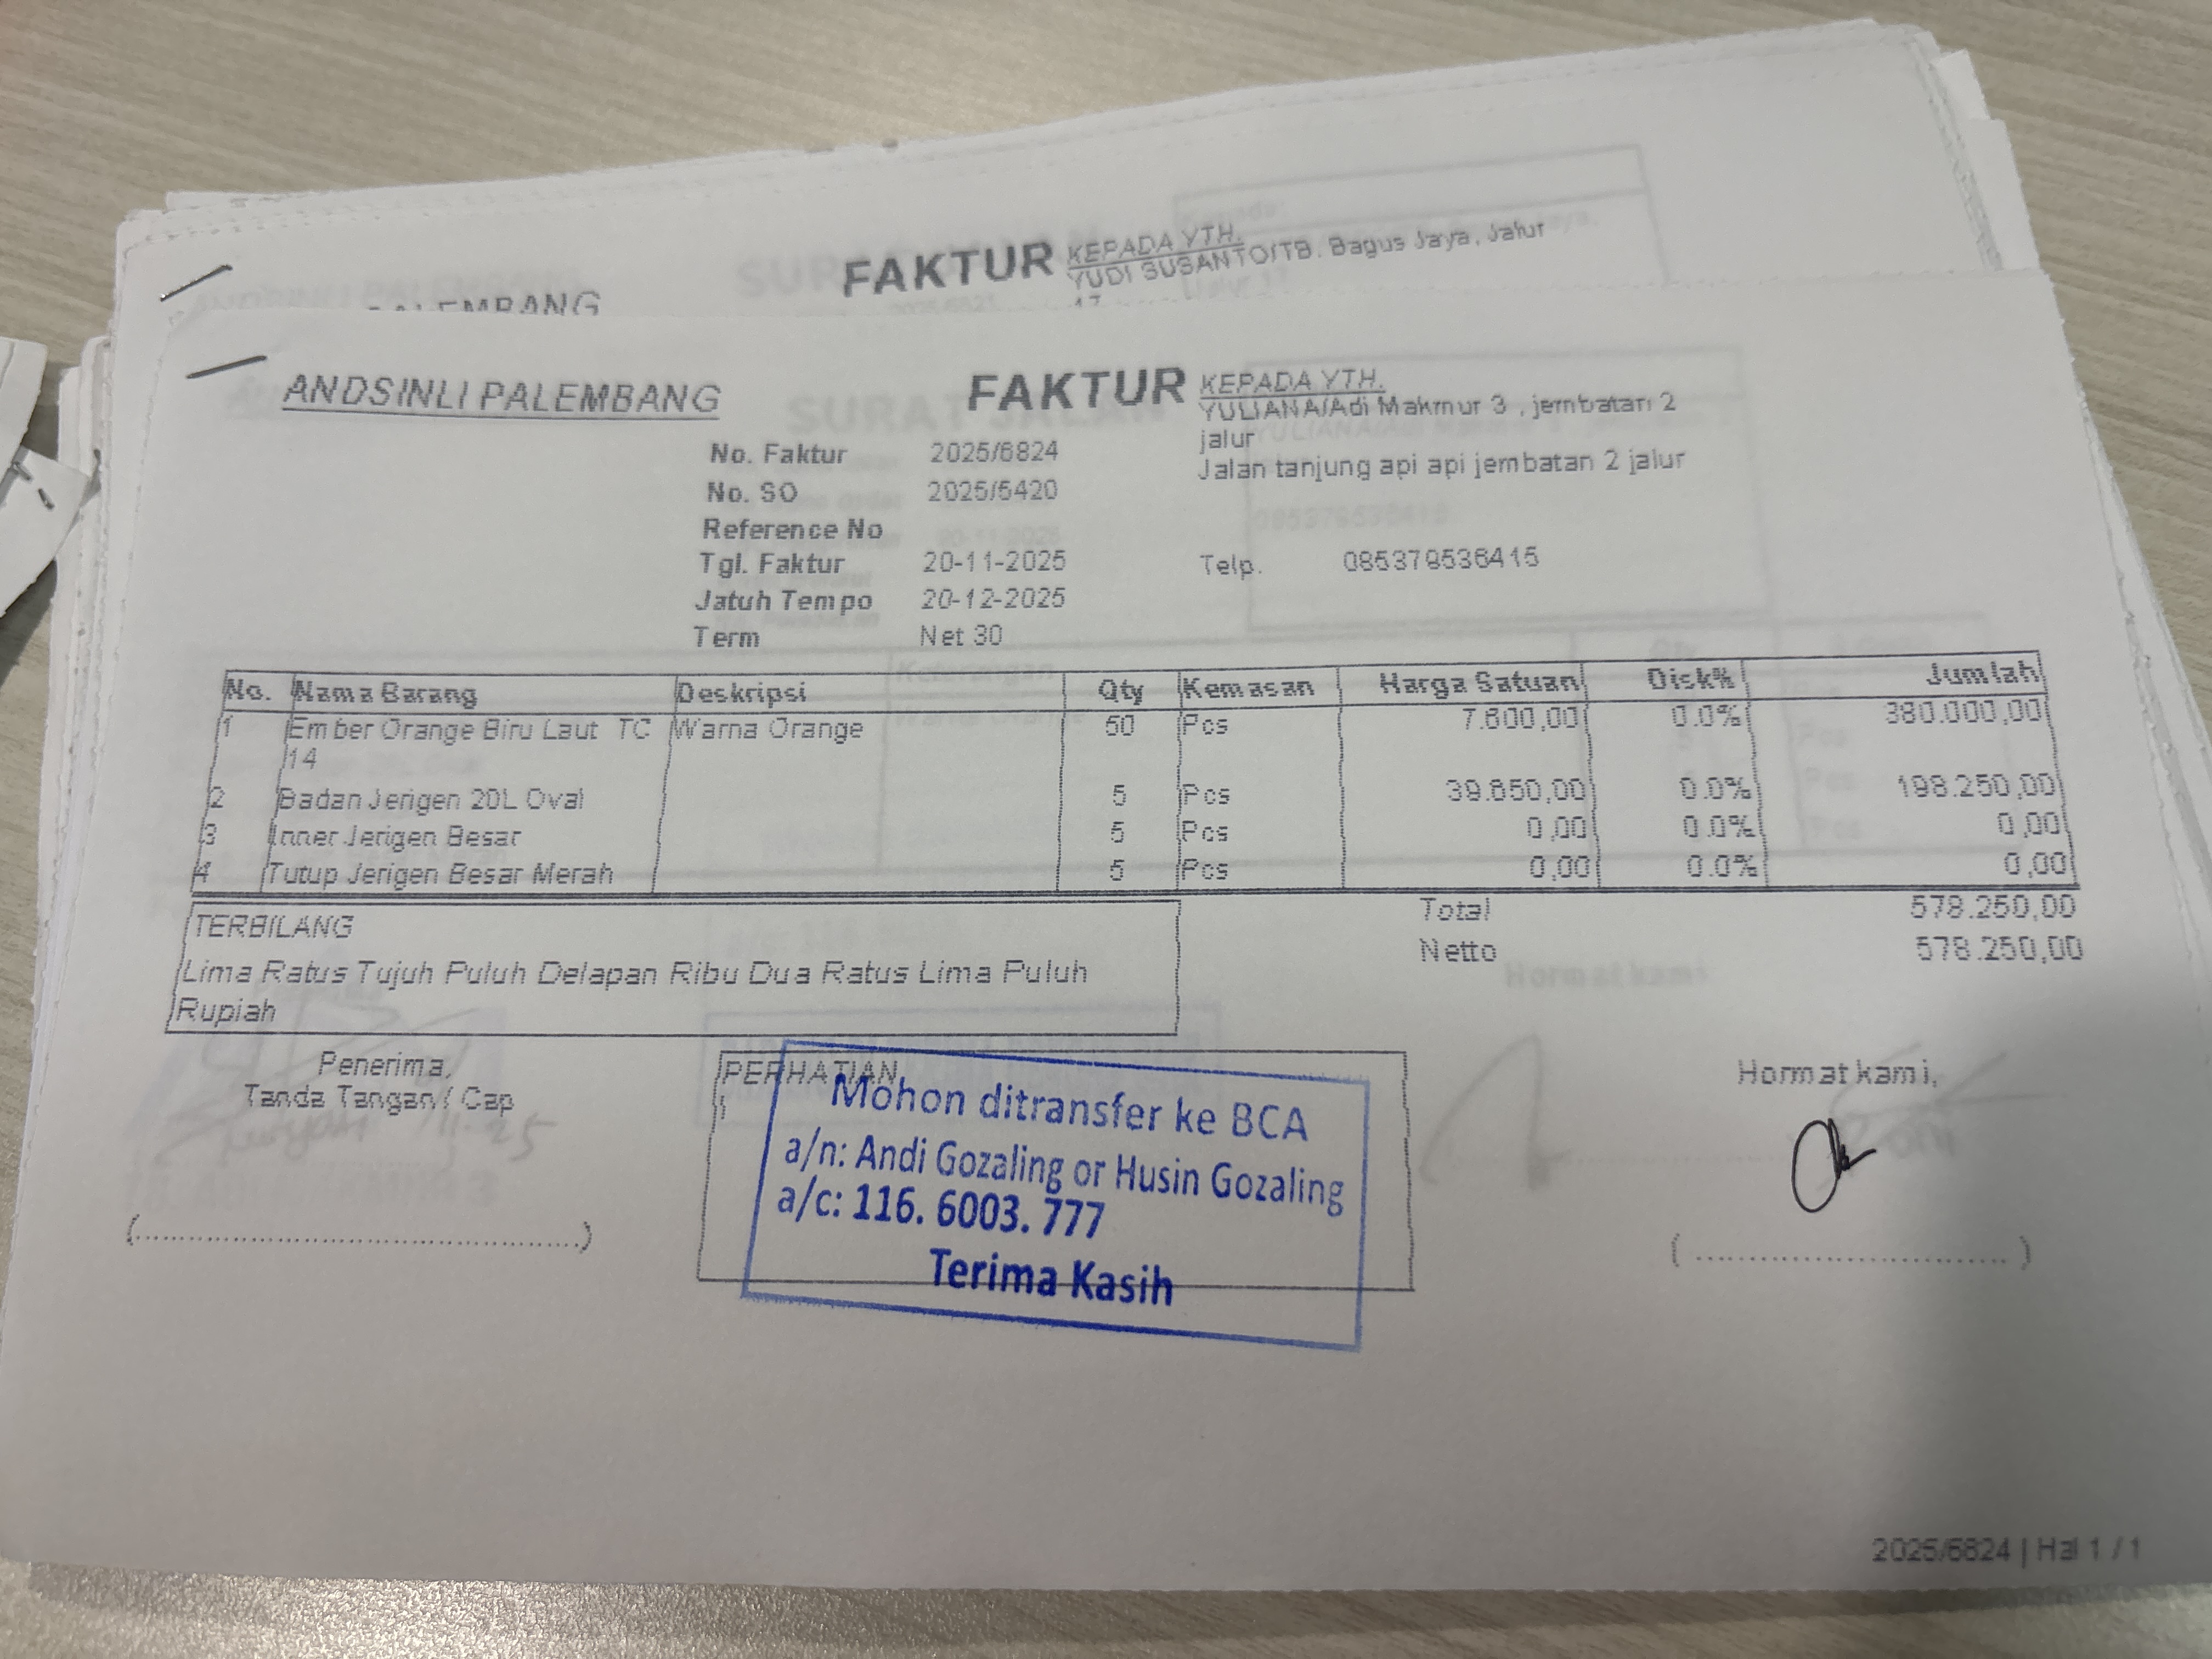 FAKTUR KEPADA YTH.
YUDI SUSANTO/TB. Bagus Jaya, Jalur
17
PALEMBANG
ANDSINLI PALEMBANG
FAKTUR
KEPADA YTH.
YULIANA/Adi Makmur 3 , jembatan 2
jalur
Jalan tanjung api api jembatan 2 jalur
Telp. 085379536415
No. Faktur 2025/6824
No. SO 2025/5420
Reference No
Tgl. Faktur 20-11-2025
Jatuh Tempo 20-12-2025
Term Net 30
No. Nama Barang Deskripsi Qty Kemasan Harga Satuan Disk% Jumlah
1 Ember Orange Biru Laut TC Warna Orange 50 Pcs 7.600,00 0.0% 380.000,00
14
2 Badan Jerigen 20L Oval 5 Pcs 39.650,00 0.0% 198.250,00
3 Inner Jerigen Besar 5 Pcs 0,00 0.0% 0,00
4 Tutup Jerigen Besar Merah 5 Pcs 0,00 0.0% 0,00
Total 578.250,00
Netto 578.250,00
TERBILANG
Lima Ratus Tujuh Puluh Delapan Ribu Dua Ratus Lima Puluh
Rupiah
Penerima,
Tanda Tangan / Cap
(..............................................)
PERHATIAN
Mohon ditransfer ke BCA
a/n: Andi Gozaling or Husin Gozaling
a/c: 116. 6003. 777
Terima Kasih
Hormat kami,
( ................................ )
2025/6824 | Hal 1 / 1